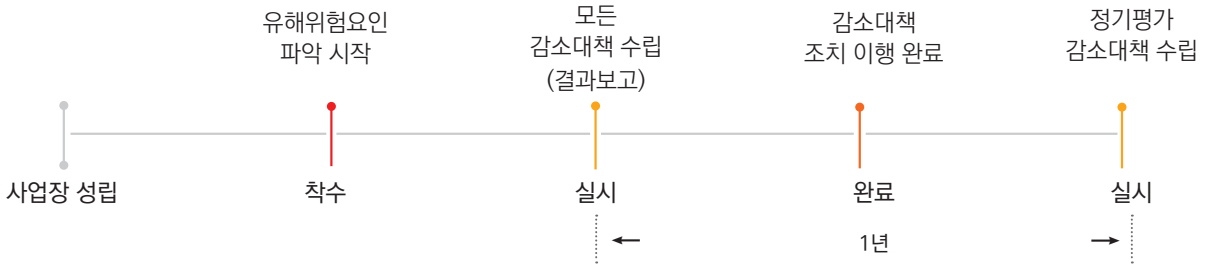 유해위험요인
파악 시작
모든
감소대책 수립
(결과보고)
감소대책
조치 이행 완료
정기평가
감소대책 수립
사업장 성립
착수
실시
완료
실시
1년